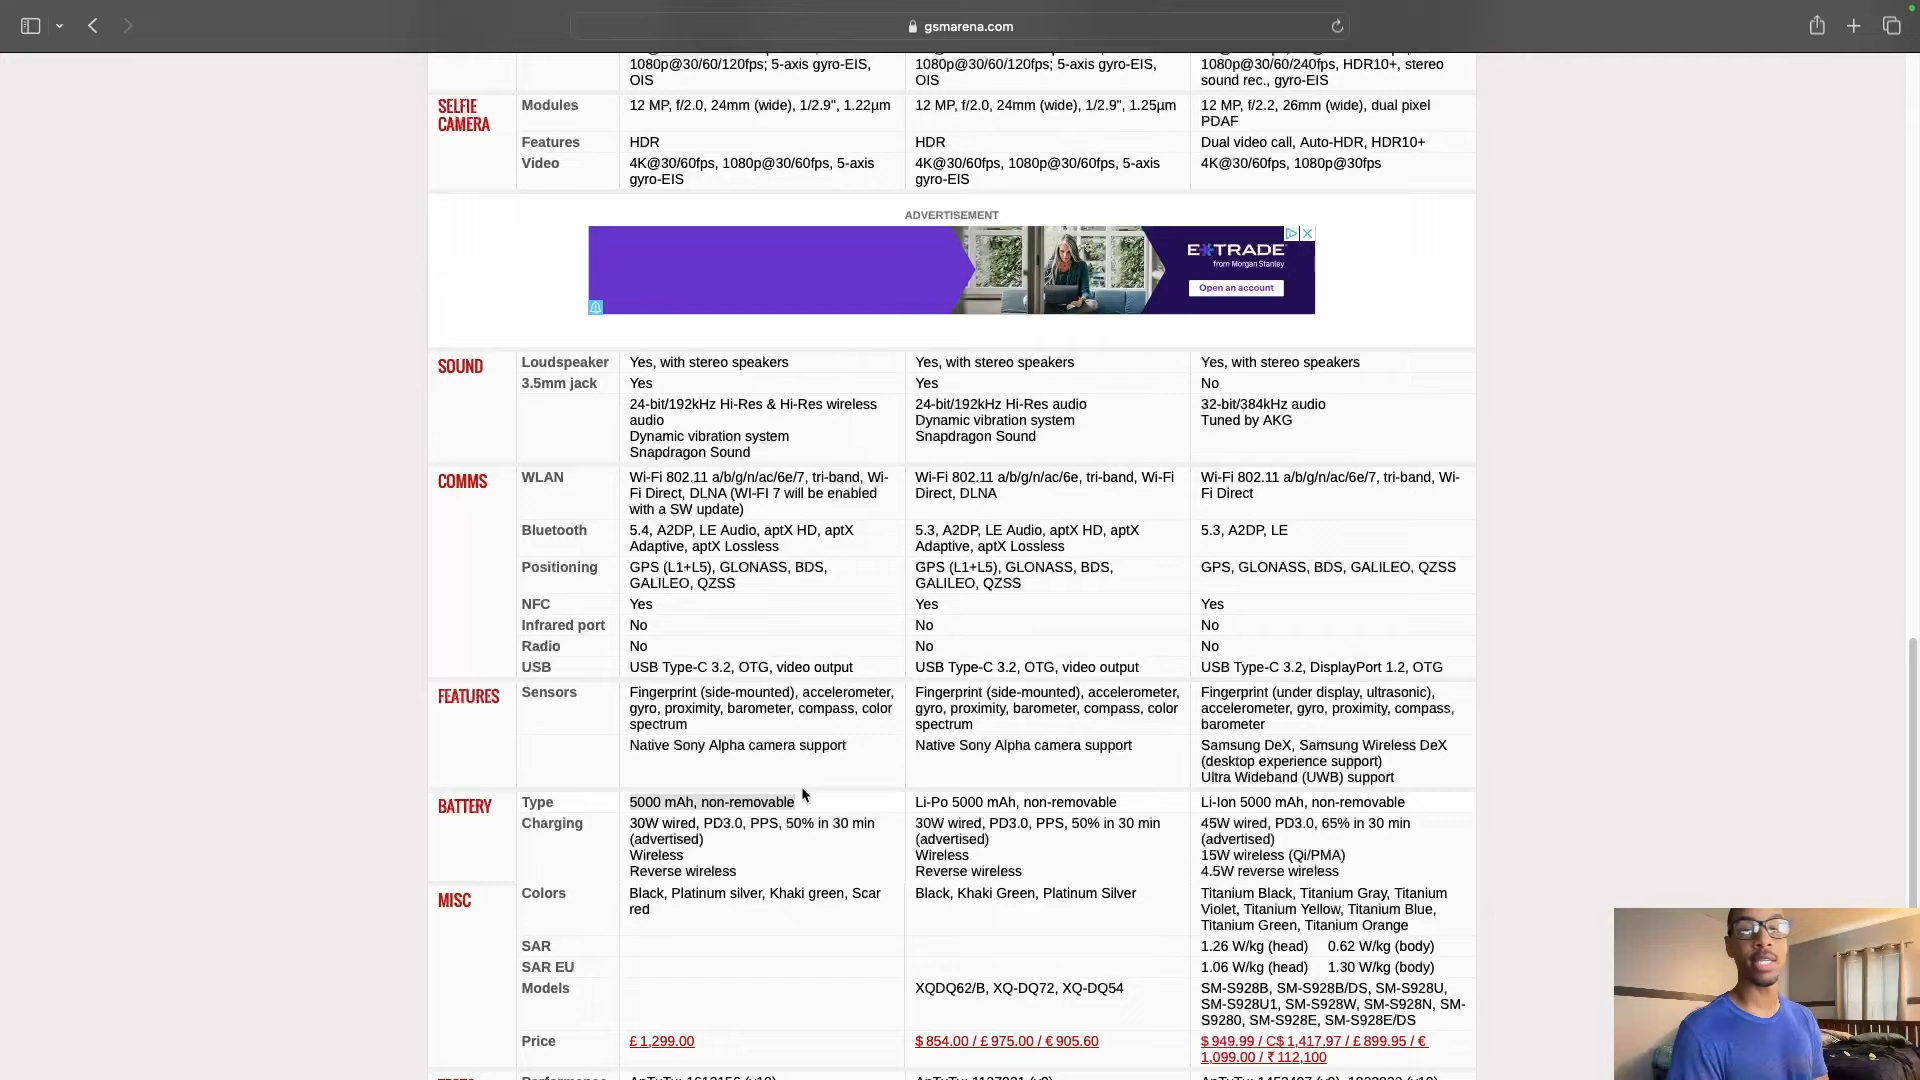 gsmarena.com
1080p@30/60/120fps; 5-axis gyro-EIS,
OIS
1080p@30/60/120fps; 5-axis gyro-EIS,
OIS
1080p@30/60/240fps, HDR10+, stereo
sound rec., gyro-EIS
SELFIE
CAMERA
Modules
12 MP, f/2.0, 24mm (wide), 1/2.9", 1.22µm
12 MP, f/2.0, 24mm (wide), 1/2.9", 1.25µm
12 MP, f/2.2, 26mm (wide), dual pixel
PDAF
Features
HDR
HDR
Dual video call, Auto-HDR, HDR10+
Video
4K@30/60fps, 1080p@30/60fps, 5-axis
gyro-EIS
4K@30/60fps, 1080p@30/60fps, 5-axis
gyro-EIS
4K@30/60fps, 1080p@30fps
ADVERTISEMENT
E*TRADE
from Morgan Stanley
Open an account
SOUND
Loudspeaker
Yes, with stereo speakers
Yes, with stereo speakers
Yes, with stereo speakers
3.5mm jack
Yes
Yes
No
24-bit/192kHz Hi-Res & Hi-Res wireless
audio
Dynamic vibration system
Snapdragon Sound
24-bit/192kHz Hi-Res audio
Dynamic vibration system
Snapdragon Sound
32-bit/384kHz audio
Tuned by AKG
COMMS
WLAN
Wi-Fi 802.11 a/b/g/n/ac/6e/7, tri-band, Wi-
Fi Direct, DLNA (WI-FI 7 will be enabled
with a SW update)
Wi-Fi 802.11 a/b/g/n/ac/6e, tri-band, Wi-Fi
Direct, DLNA
Wi-Fi 802.11 a/b/g/n/ac/6e/7, tri-band, Wi-
Fi Direct
Bluetooth
5.4, A2DP, LE Audio, aptX HD, aptX
Adaptive, aptX Lossless
5.3, A2DP, LE Audio, aptX HD, aptX
Adaptive, aptX Lossless
5.3, A2DP, LE
Positioning
GPS (L1+L5), GLONASS, BDS,
GALILEO, QZSS
GPS (L1+L5), GLONASS, BDS,
GALILEO, QZSS
GPS, GLONASS, BDS, GALILEO, QZSS
NFC
Yes
Yes
Yes
Infrared port
No
No
No
Radio
No
No
No
USB
USB Type-C 3.2, OTG, video output
USB Type-C 3.2, OTG, video output
USB Type-C 3.2, DisplayPort 1.2, OTG
FEATURES
Sensors
Fingerprint (side-mounted), accelerometer,
gyro, proximity, barometer, compass, color
spectrum
Fingerprint (side-mounted), accelerometer,
gyro, proximity, barometer, compass, color
spectrum
Fingerprint (under display, ultrasonic),
accelerometer, gyro, proximity, compass,
barometer
Native Sony Alpha camera support
Native Sony Alpha camera support
Samsung DeX, Samsung Wireless DeX
(desktop experience support)
Ultra Wideband (UWB) support
BATTERY
Type
5000 mAh, non-removable
Li-Po 5000 mAh, non-removable
Li-Ion 5000 mAh, non-removable
Charging
30W wired, PD3.0, PPS, 50% in 30 min
(advertised)
Wireless
Reverse wireless
30W wired, PD3.0, PPS, 50% in 30 min
(advertised)
Wireless
Reverse wireless
45W wired, PD3.0, 65% in 30 min
(advertised)
15W wireless (Qi/PMA)
4.5W reverse wireless
MISC
Colors
Black, Platinum silver, Khaki green, Scar
red
Black, Khaki Green, Platinum Silver
Titanium Black, Titanium Gray, Titanium
Violet, Titanium Yellow, Titanium Blue,
Titanium Green, Titanium Orange
SAR
1.26 W/kg (head) 0.62 W/kg (body)
SAR EU
1.06 W/kg (head) 1.30 W/kg (body)
Models
XQDQ62/B, XQ-DQ72, XQ-DQ54
SM-S928B, SM-S928B/DS, SM-S928U,
SM-S928U1, SM-S928W, SM-S928N, SM-
S9280, SM-S928E, SM-S928E/DS
Price
£ 1,299.00
$ 854.00 / £ 975.00 / € 905.60
$ 949.99 / C$ 1,417.97 / £ 899.95 / €
1,099.00 / ₹ 112,100